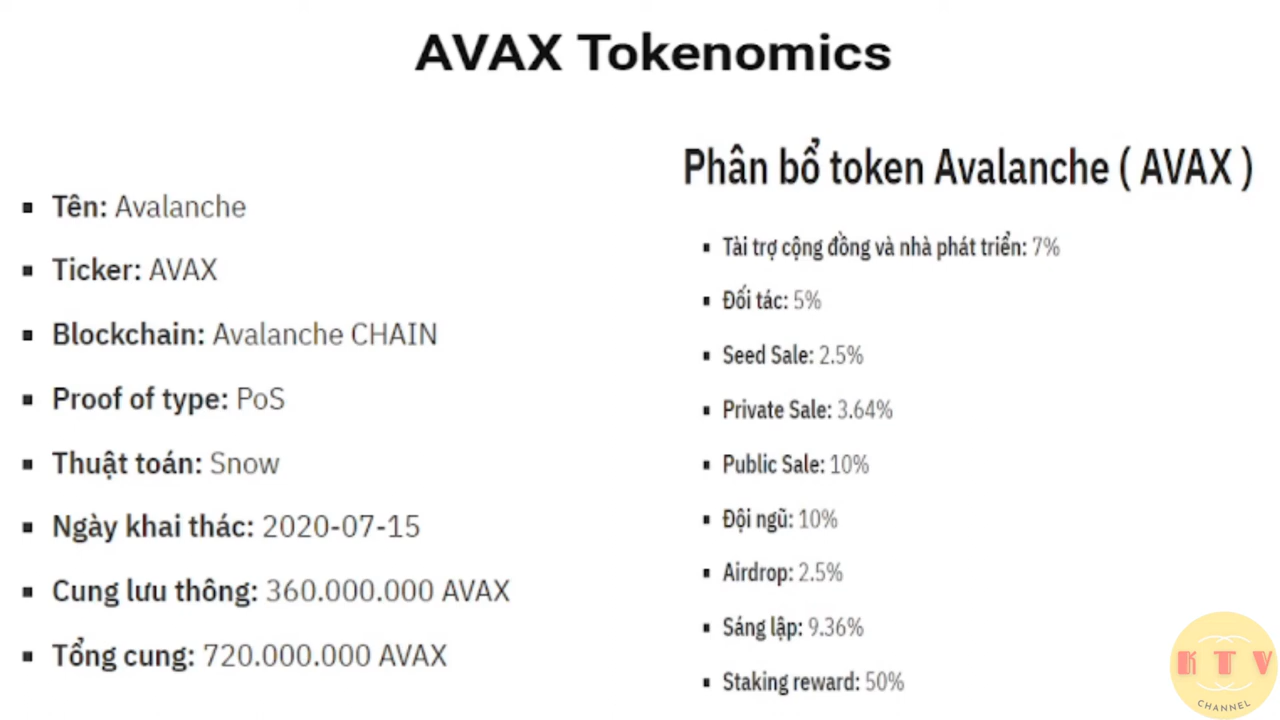 AVAX Tokenomics
Tên: Avalanche
Ticker: AVAX
Blockchain: Avalanche CHAIN
Proof of type: PoS
Thuật toán: Snow
Ngày khai thác: 2020-07-15
Cung lưu thông: 360.000.000 AVAX
Tổng cung: 720.000.000 AVAX
Phân bổ token Avalanche ( AVAX )
Tài trợ cộng đồng và nhà phát triển: 7%
Đối tác: 5%
Seed Sale: 2.5%
Private Sale: 3.64%
Public Sale: 10%
Đội ngũ: 10%
Airdrop: 2.5%
Sáng lập: 9.36%
Staking reward: 50%
KTV
CHANNEL